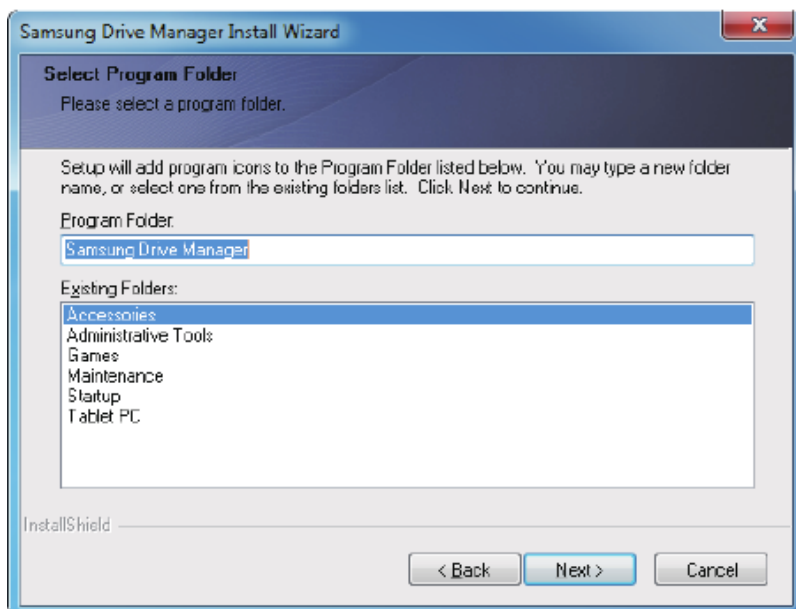 Samsung Drive Manager Install Wizard
Select Program Folder
Please select a program folder.
Setup will add program icons to the Program Folder listed below. You may type a new folder
name, or select one from the existing folders list. Click Next to continue.
Program Folder:
Samsung Drive Manager
Existing Folders:
Accessories
Administrative Tools
Games
Maintenance
Startup
Tablet PC
InstallShield
< Back
Next >
Cancel